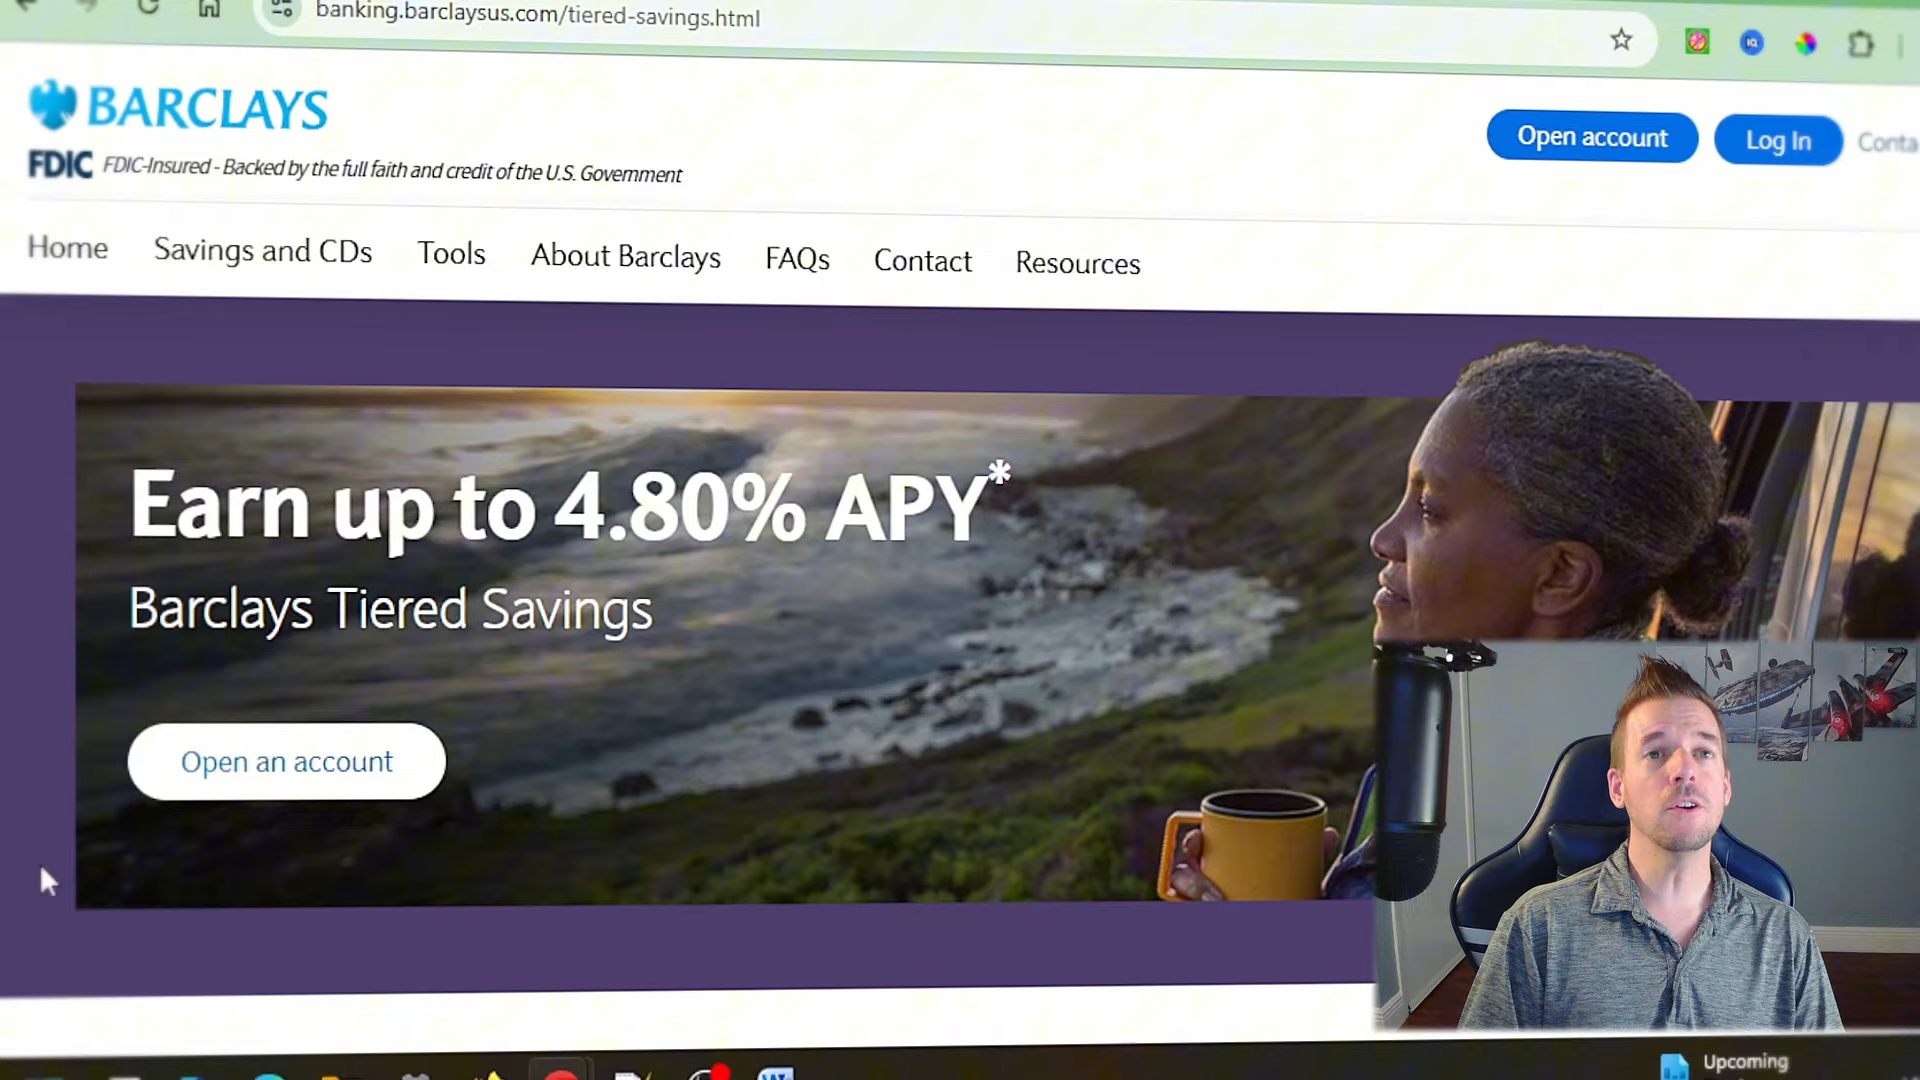 banking.barclaysus.com/tiered-savings.html
BARCLAYS
FDIC FDIC-Insured - Backed by the full faith and credit of the U.S. Government
Open account
Log In
Conta
Home
Savings and CDs
Tools
About Barclays
FAQs
Contact
Resources
Earn up to 4.80% APY*
Barclays Tiered Savings
Open an account
Upcoming